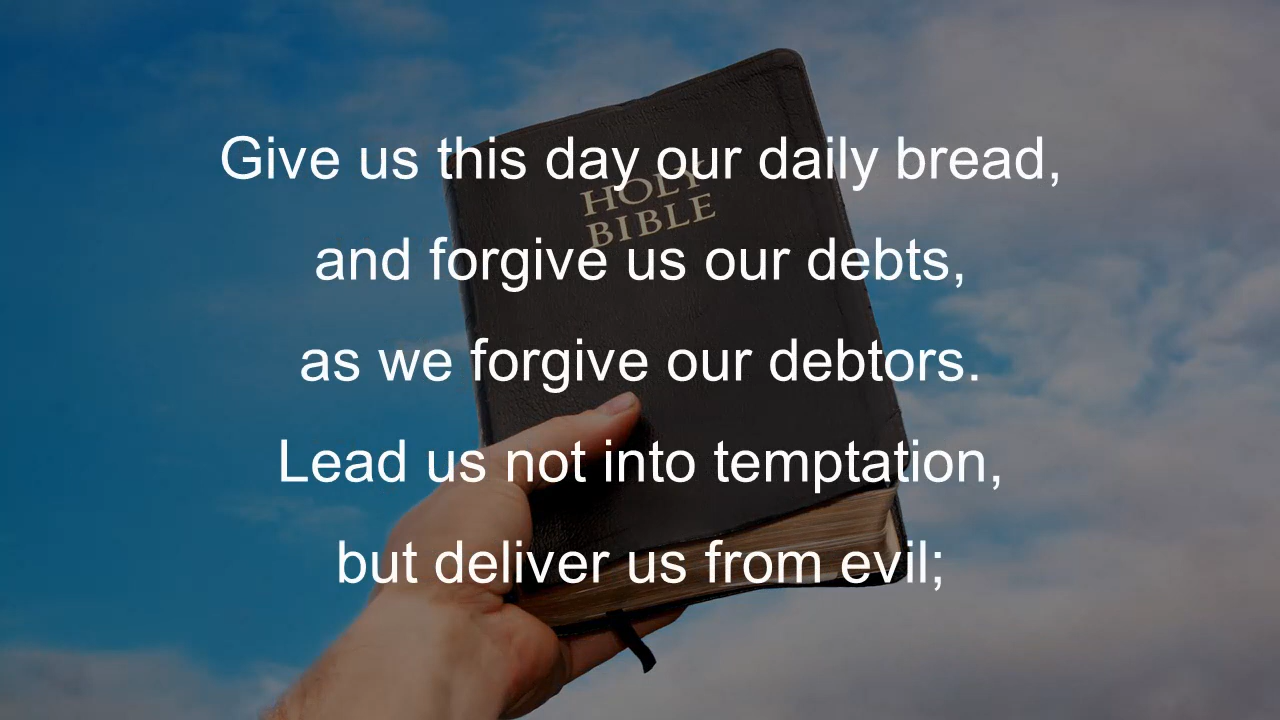 Give us this day our daily bread,
HOLY
BIBLE
and forgive us our debts,
as we forgive our debtors.
Lead us not into temptation,
but deliver us from evil;